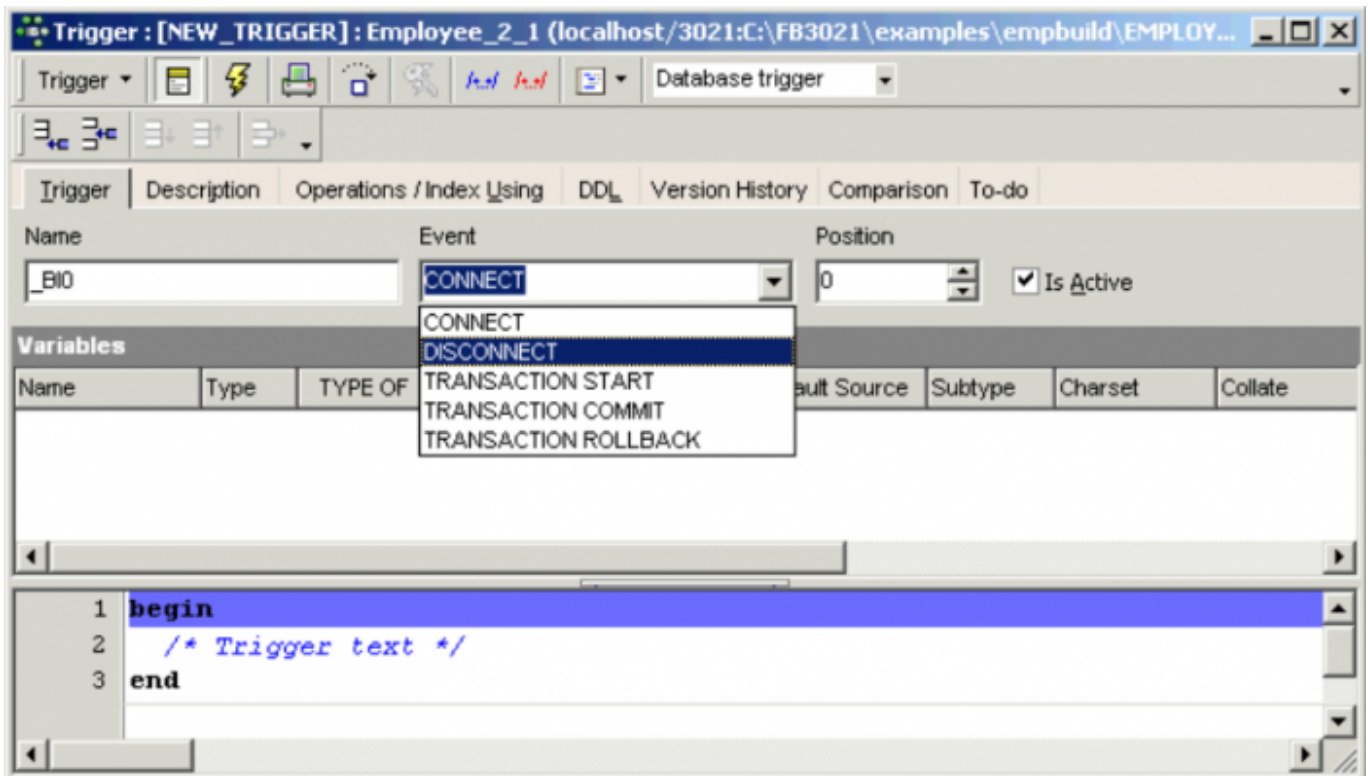 Trigger : [NEW_TRIGGER] : Employee_2_1 (localhost/3021:C:\FB3021\examples\empbuild\EMPLOY...
Trigger
Database trigger
Trigger Description Operations / Index Using DDL Version History Comparison To-do
Name Event Position
_BI0 CONNECT 0 Is Active
CONNECT
Variables
DISCONNECT
Name Type TYPE OF TRANSACTION START ault Source Subtype Charset Collate
TRANSACTION COMMIT
TRANSACTION ROLLBACK
1 begin
2 /* Trigger text */
3 end